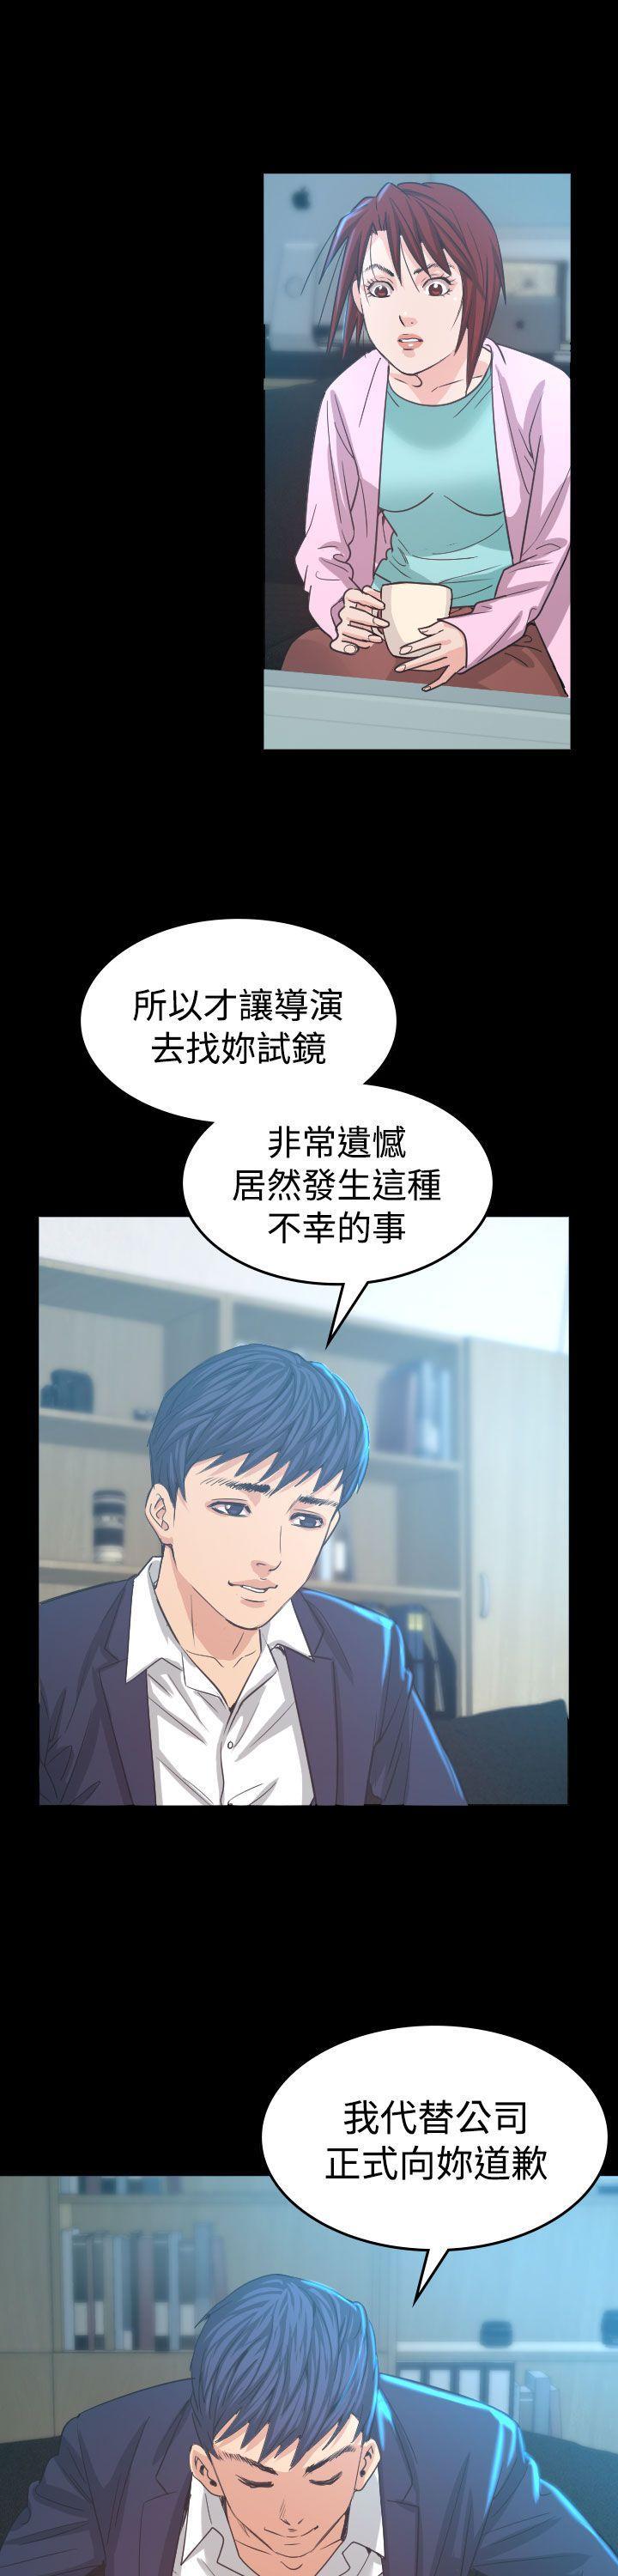 所以才讓導演
去找妳試鏡
非常遺憾
居然發生這種
不幸的事
我代替公司
正式向妳道歉